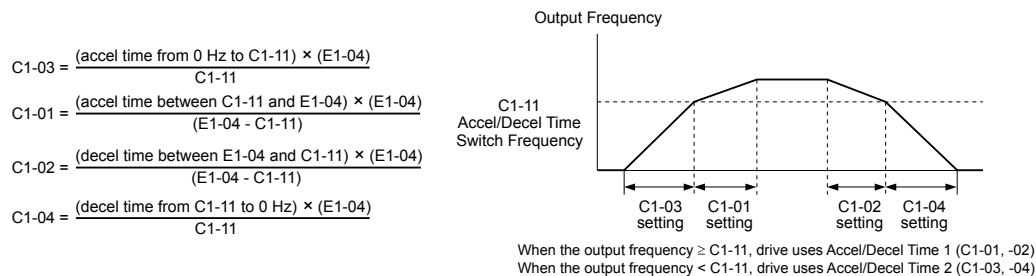 C1-03 = (accel time from 0 Hz to C1-11) × (E1-04)
C1-11
C1-01 = (accel time between C1-11 and E1-04) × (E1-04)
(E1-04 - C1-11)
C1-02 = (decel time between E1-04 and C1-11) × (E1-04)
(E1-04 - C1-11)
C1-04 = (decel time from C1-11 to 0 Hz) × (E1-04)
C1-11
Output Frequency
C1-11
Accel/Decel Time
Switch Frequency
C1-03 setting
C1-01 setting
C1-02 setting
C1-04 setting
When the output frequency ≥ C1-11, drive uses Accel/Decel Time 1 (C1-01, -02)
When the output frequency < C1-11, drive uses Accel/Decel Time 2 (C1-03, -04)